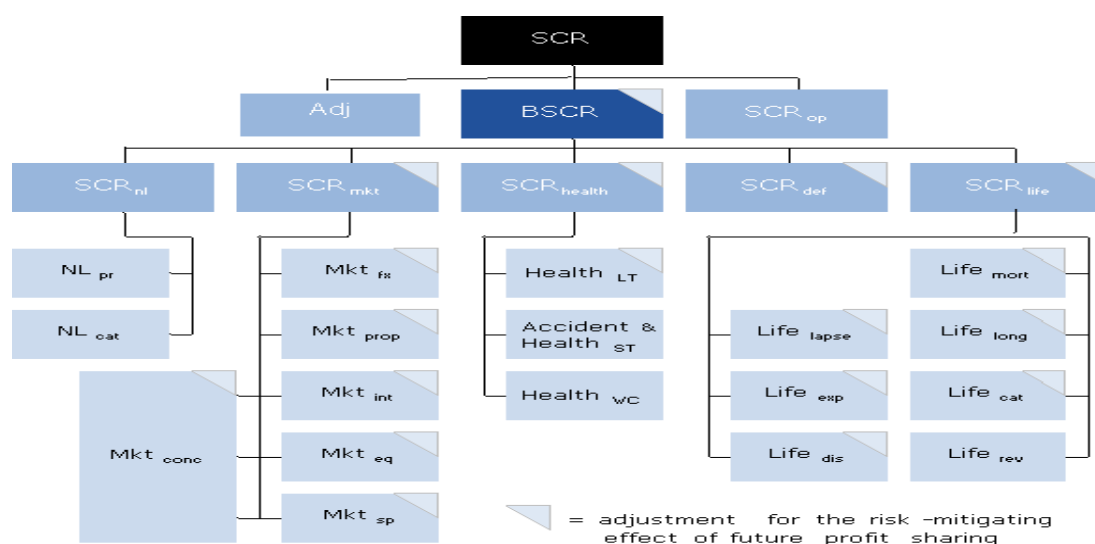 SCR
Adj
BSCR
SCR op
SCR nl
SCR mkt
SCR health
SCR def
SCR life
NL pr
Mkt fx
Health LT
Life mort
NL cat
Mkt prop
Accident &
Health ST
Life lapse
Life long
Mkt conc
Mkt int
Health WC
Life exp
Life cat
Mkt eq
Life dis
Life rev
Mkt sp
= adjustment for the risk -mitigating
effect of future profit sharing